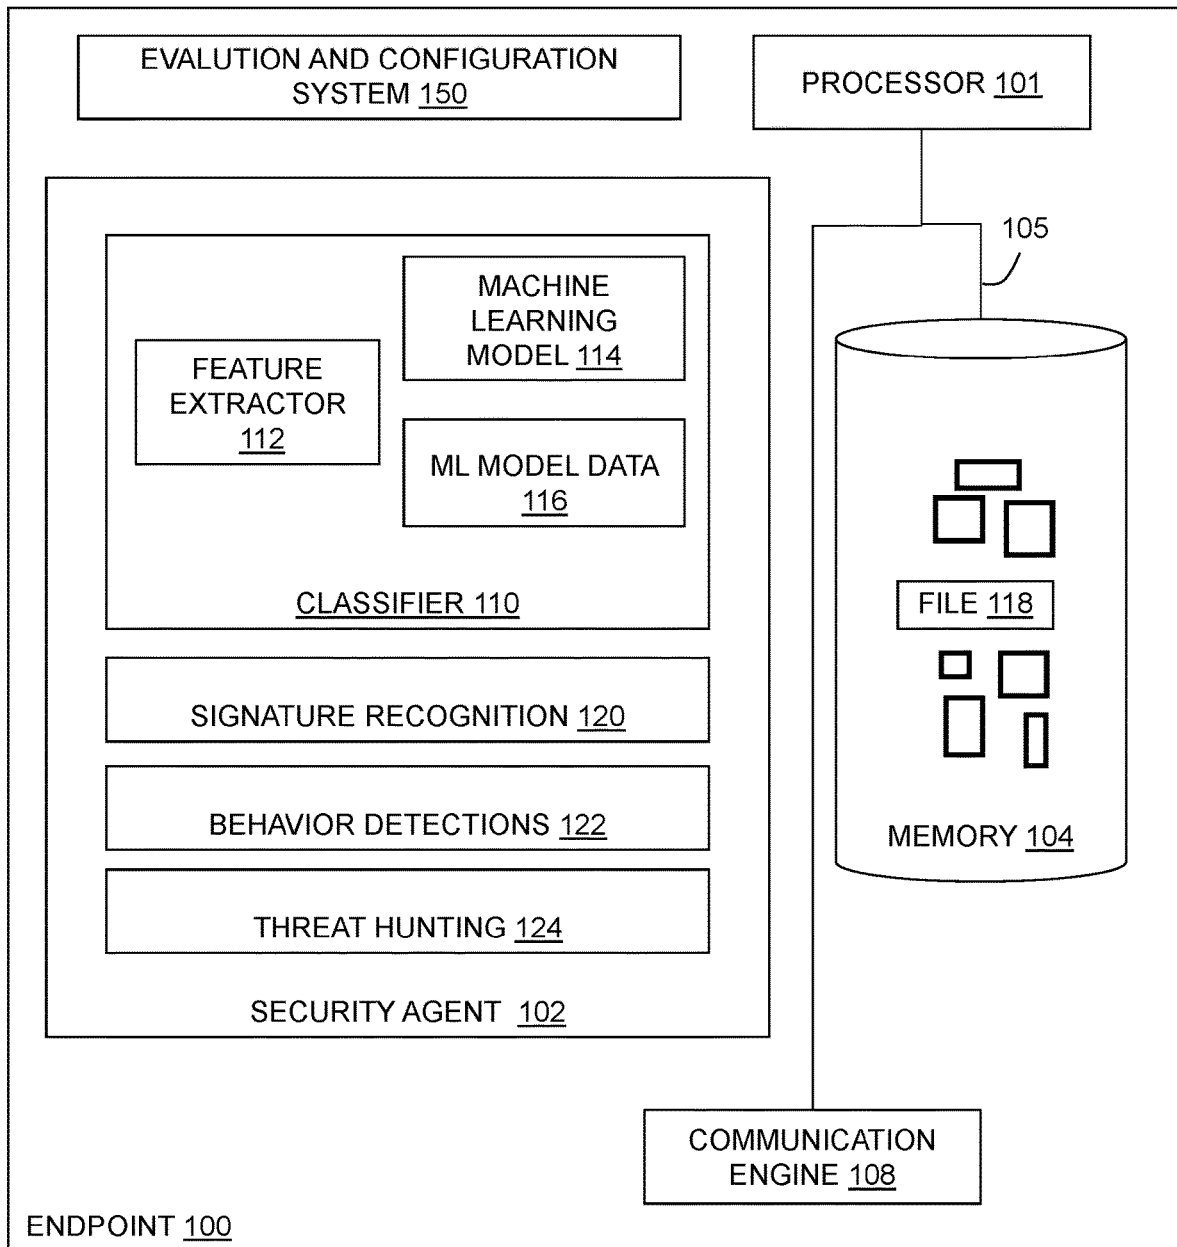 EVALUTION AND CONFIGURATION
SYSTEM 150
PROCESSOR 101
105
MACHINE
LEARNING
MODEL 114
FEATURE
EXTRACTOR
112
ML MODEL DATA
116
CLASSIFIER 110
FILE 118
SIGNATURE RECOGNITION 120
BEHAVIOR DETECTIONS 122
MEMORY 104
THREAT HUNTING 124
SECURITY AGENT 102
COMMUNICATION
ENGINE 108
ENDPOINT 100